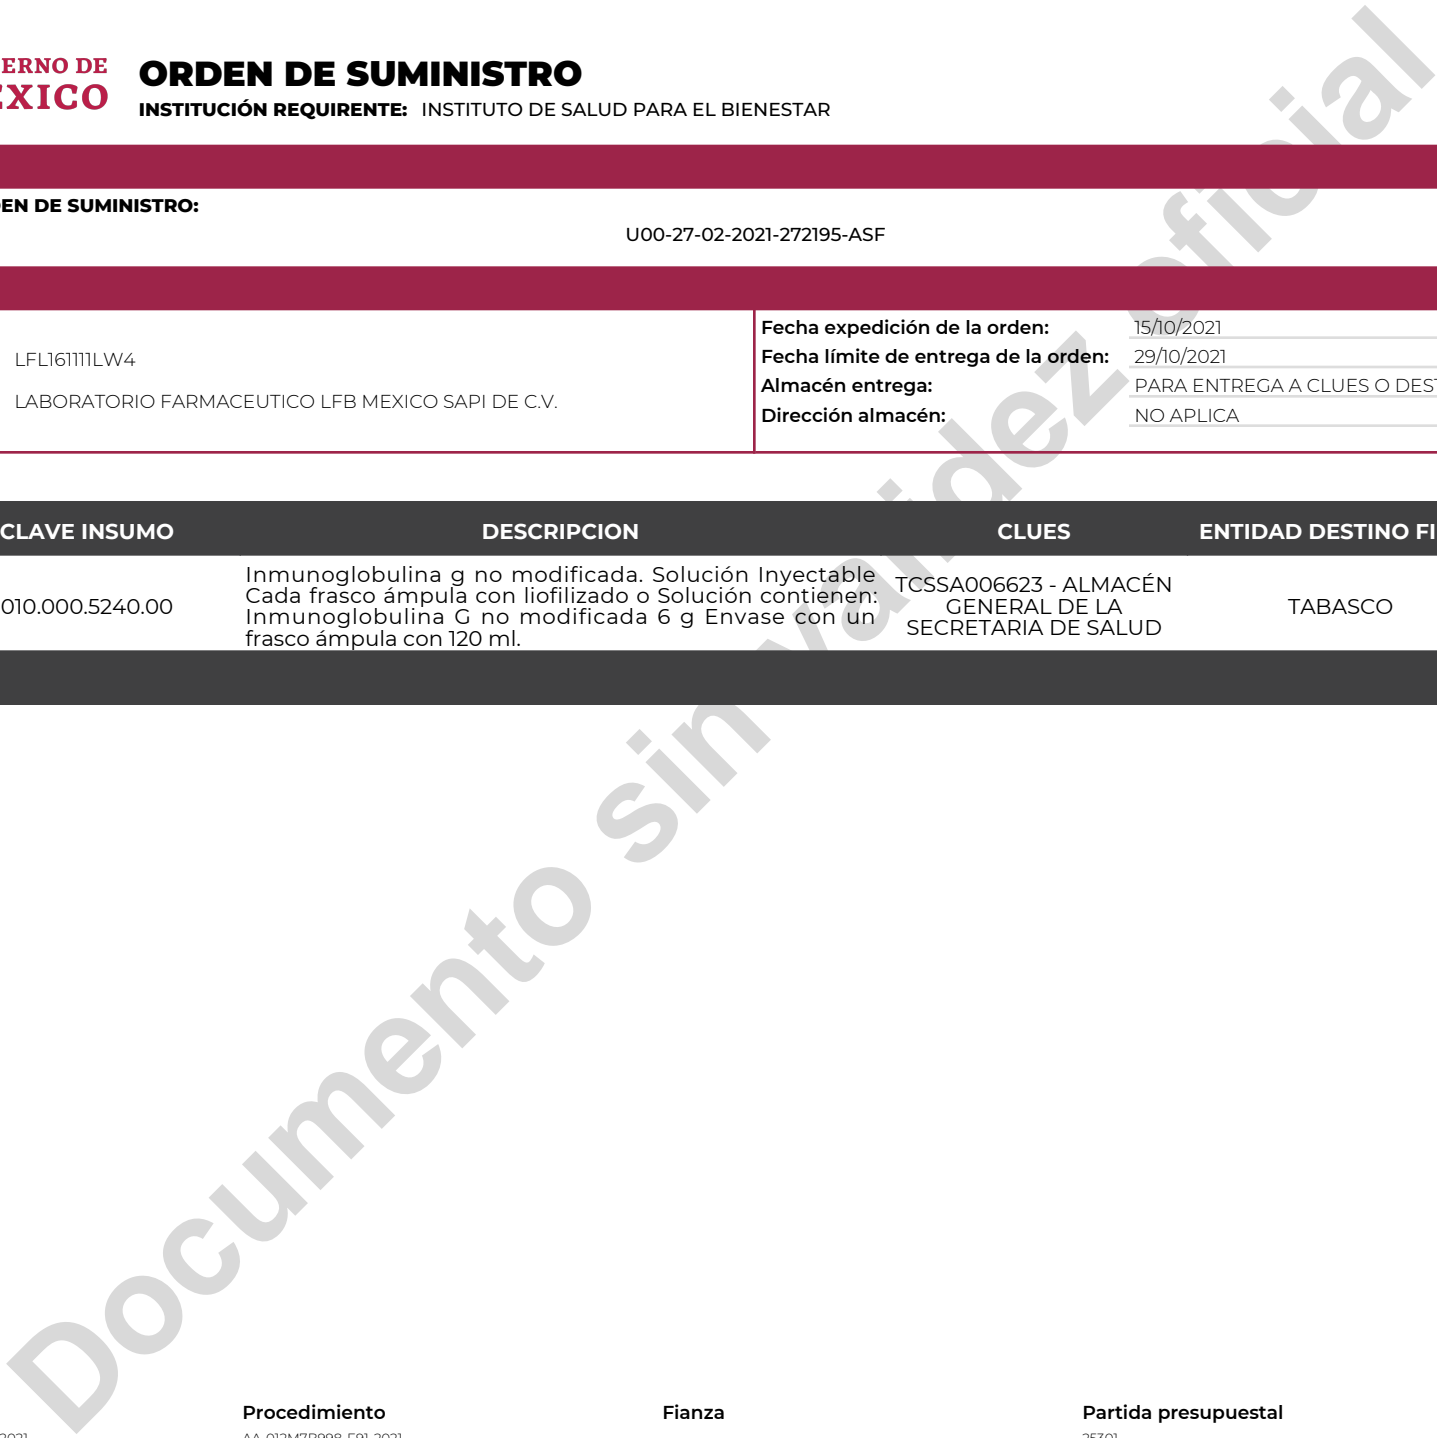 ERNO DE
EXICO
ORDEN DE SUMINISTRO
INSTITUCIÓN REQUIRENTE: INSTITUTO DE SALUD PARA EL BIENESTAR
EN DE SUMINISTRO:
U00-27-02-2021-272195-ASF
LFL161111LW4
LABORATORIO FARMACEUTICO LFB MEXICO SAPI DE C.V.
Fecha expedición de la orden: 15/10/2021
Fecha límite de entrega de la orden: 29/10/2021
Almacén entrega: PARA ENTREGA A CLUES O DEST
Dirección almacén: NO APLICA
CLAVE INSUMO DESCRIPCION CLUES ENTIDAD DESTINO FI
010.000.5240.00
Inmunoglobulina g no modificada. Solución Inyectable
Cada frasco ámpula con liofilizado o Solución contienen:
Inmunoglobulina G no modificada 6 g Envase con un
frasco ámpula con 120 ml.
TCSSA006623 - ALMACÉN
GENERAL DE LA
SECRETARIA DE SALUD
TABASCO
Documento sin validez oficial
Procedimiento Fianza Partida presupuestal